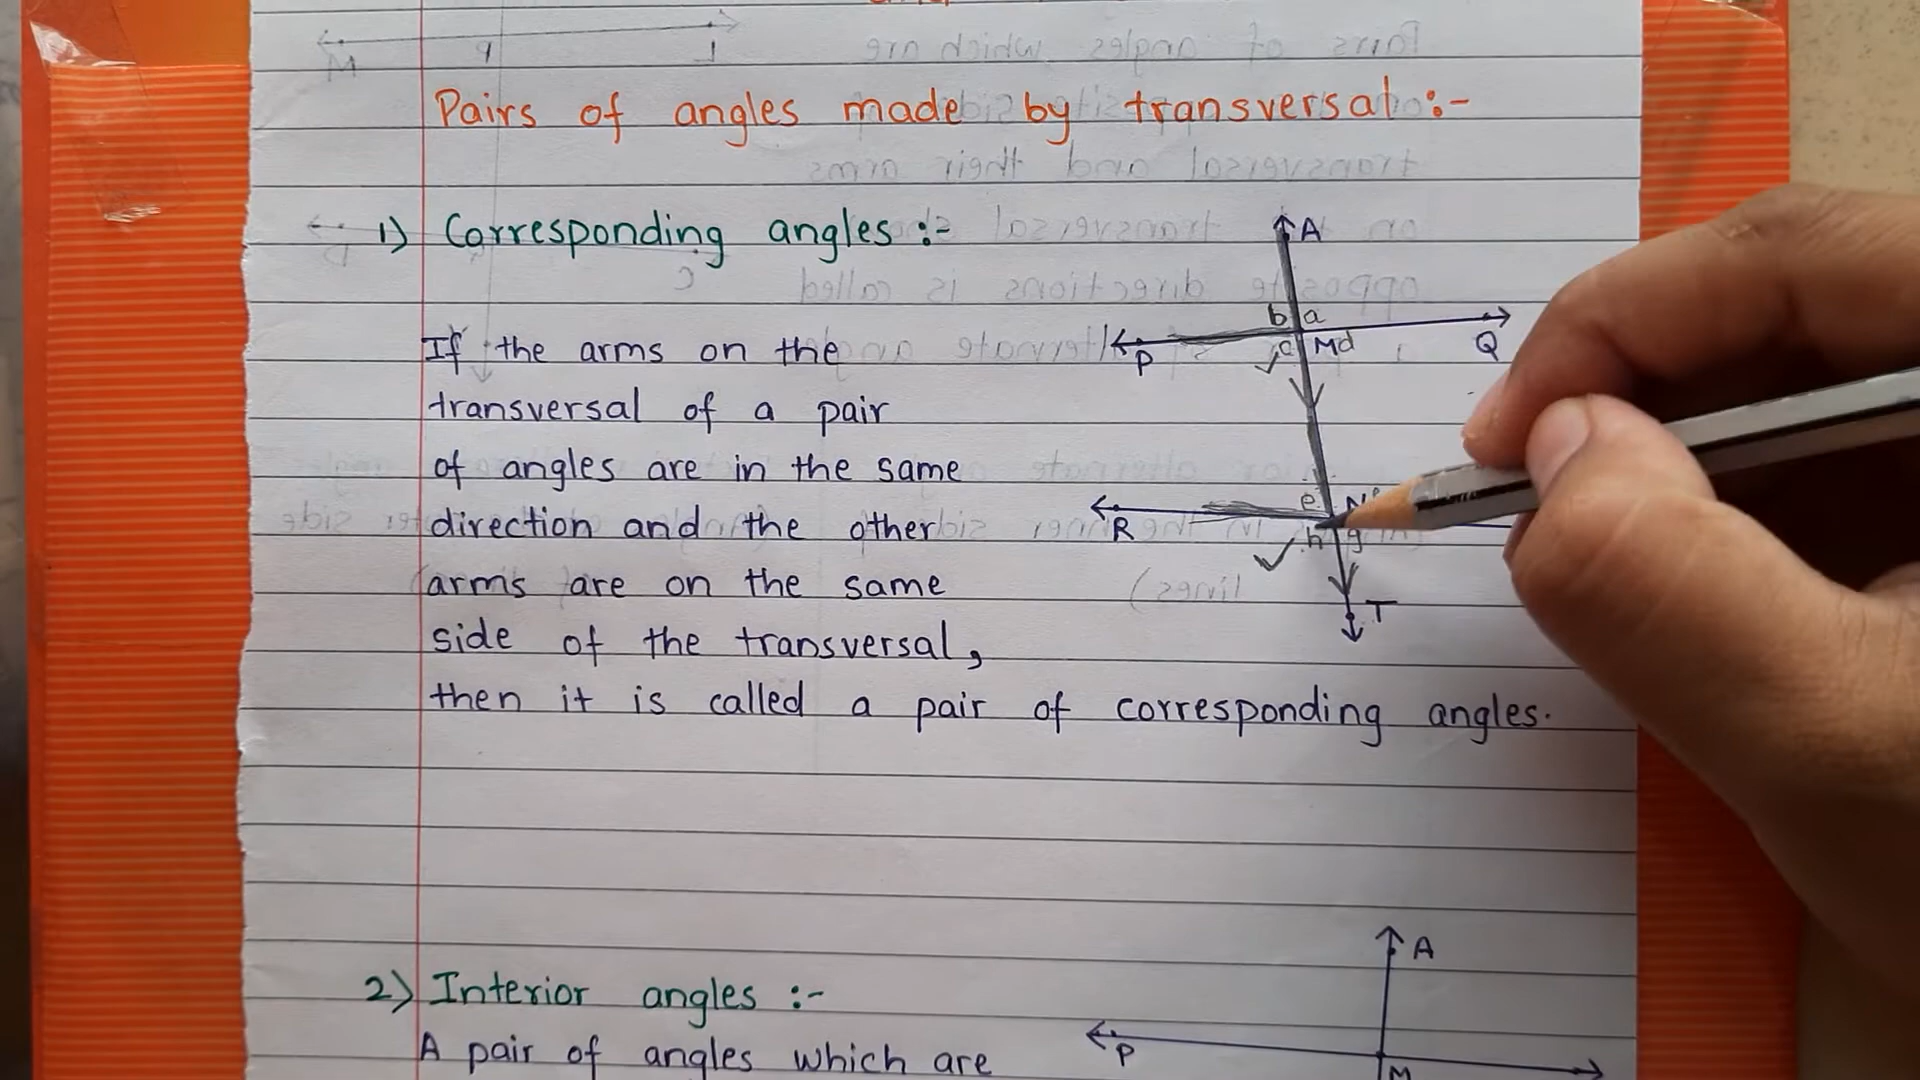 Pairs of angles made by transversal :-
1) Corresponding angles :-
A
b a
P c M d Q
If the arms on the
transversal of a pair
of angles are in the same
e N
R
direction and the other
h g
arms are on the same
T
side of the transversal,
then it is called a pair of corresponding angles.
A
2) Interior angles :-
A pair of angles which are
P
M